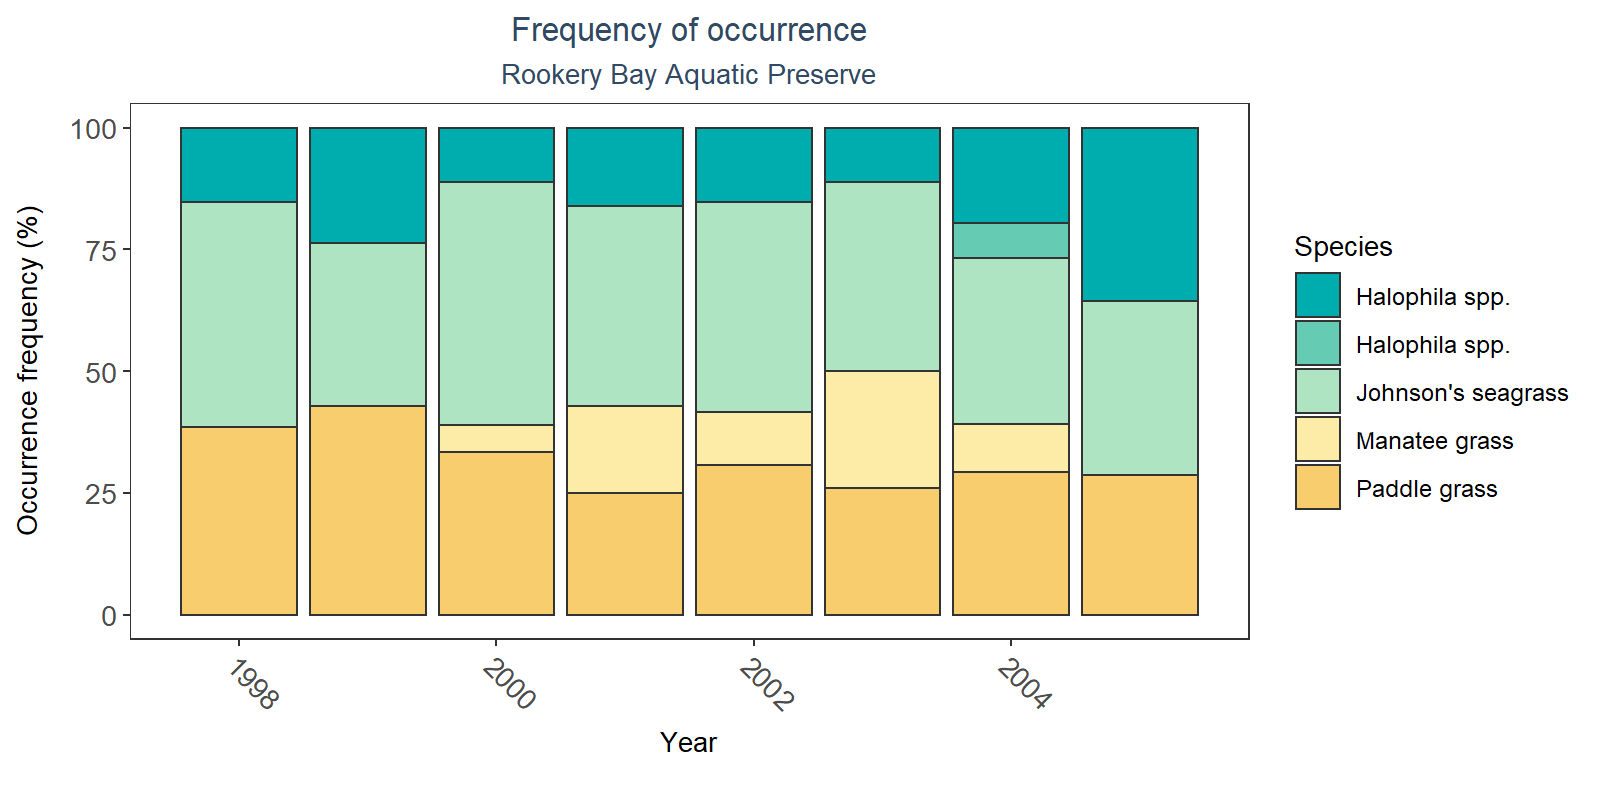 Frequency of occurrence
Rookery Bay Aquatic Preserve
Occurrence frequency (%)
100
75
50
25
0
1998
2000
2002
2004
Year
Species
Halophila spp.
Halophila spp.
Johnson's seagrass
Manatee grass
Paddle grass